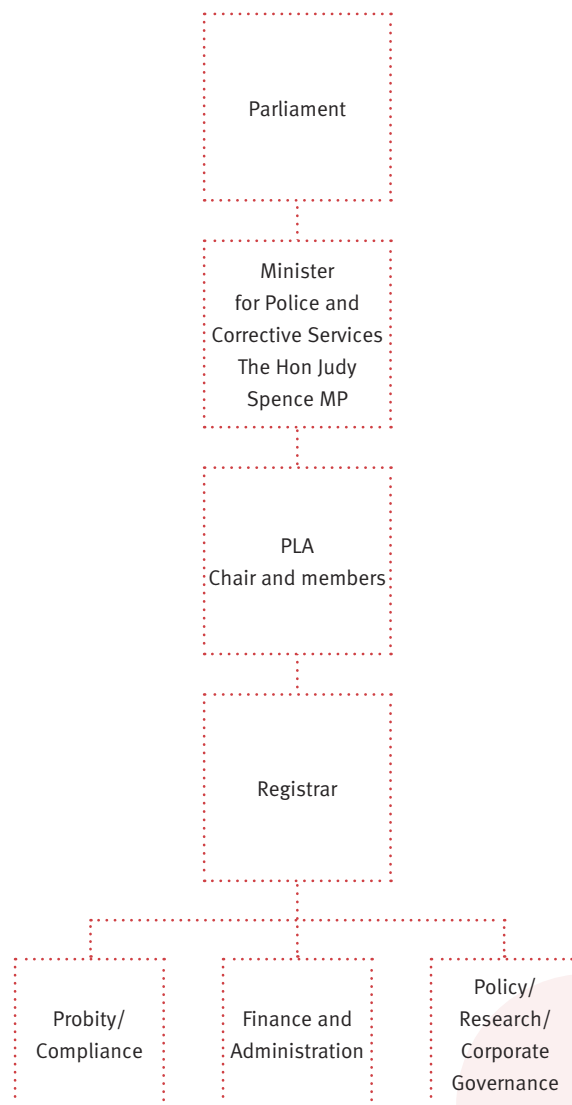 Parliament
Minister
for Police and
Corrective Services
The Hon Judy
Spence MP
PLA
Chair and members
Registrar
Probity/
Compliance
Finance and
Administration
Policy/
Research/
Corporate
Governance